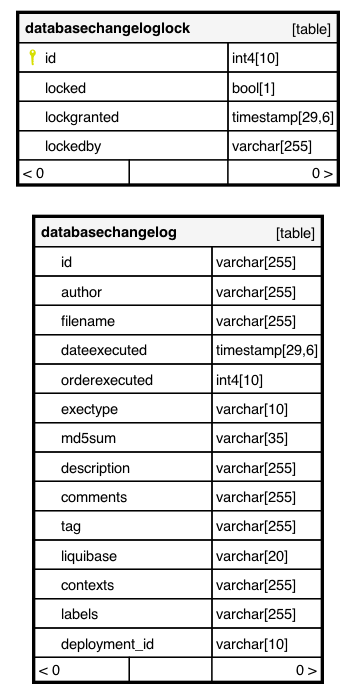 databasechangeloglock [table]
id int4[10]
locked bool[1]
lockgranted timestamp[29,6]
lockedby varchar[255]
< 0 0 >
databasechangelog [table]
id varchar[255]
author varchar[255]
filename varchar[255]
dateexecuted timestamp[29,6]
orderexecuted int4[10]
exectype varchar[10]
md5sum varchar[35]
description varchar[255]
comments varchar[255]
tag varchar[255]
liquibase varchar[20]
contexts varchar[255]
labels varchar[255]
deployment_id varchar[10]
< 0 0 >